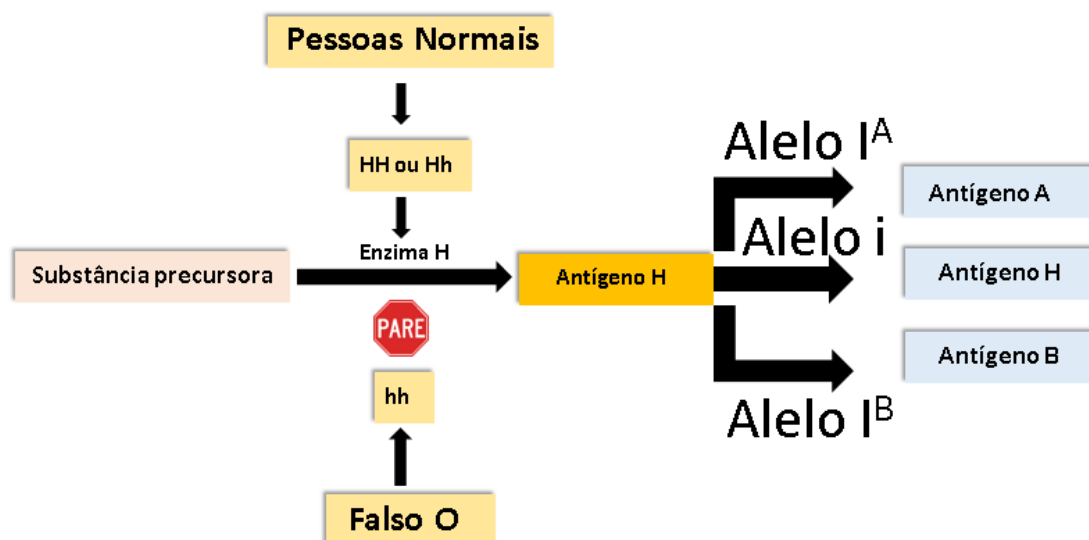 Pessoas Normais
HH ou Hh
Enzima H
Substância precursora
Antígeno H
PARE
hh
Falso O
Alelo I^A
Antígeno A
Alelo i
Antígeno H
Antígeno B
Alelo I^B